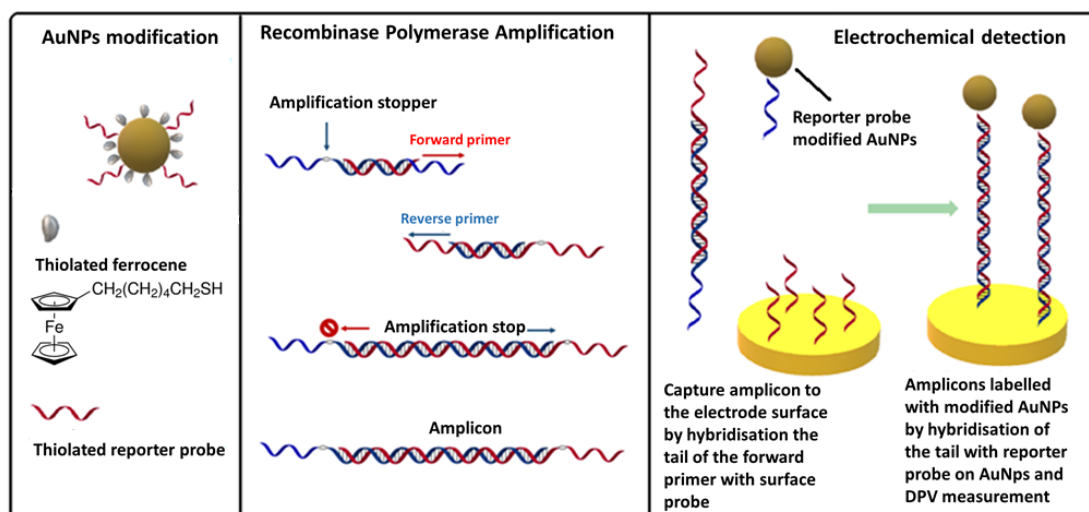 AuNPs modification
Thiolated ferrocene
CH2(CH2)4CH2SH
Fe
Thiolated reporter probe
Recombinase Polymerase Amplification
Amplification stopper
Forward primer
Reverse primer
Amplification stop
Amplicon
Electrochemical detection
Reporter probe
modified AuNPs
Capture amplicon to
the electrode surface
by hybridisation the
tail of the forward
primer with surface
probe
Amplicons labelled
with modified AuNPs
by hybridisation of
the tail with reporter
probe on AuNps and
DPV measurement